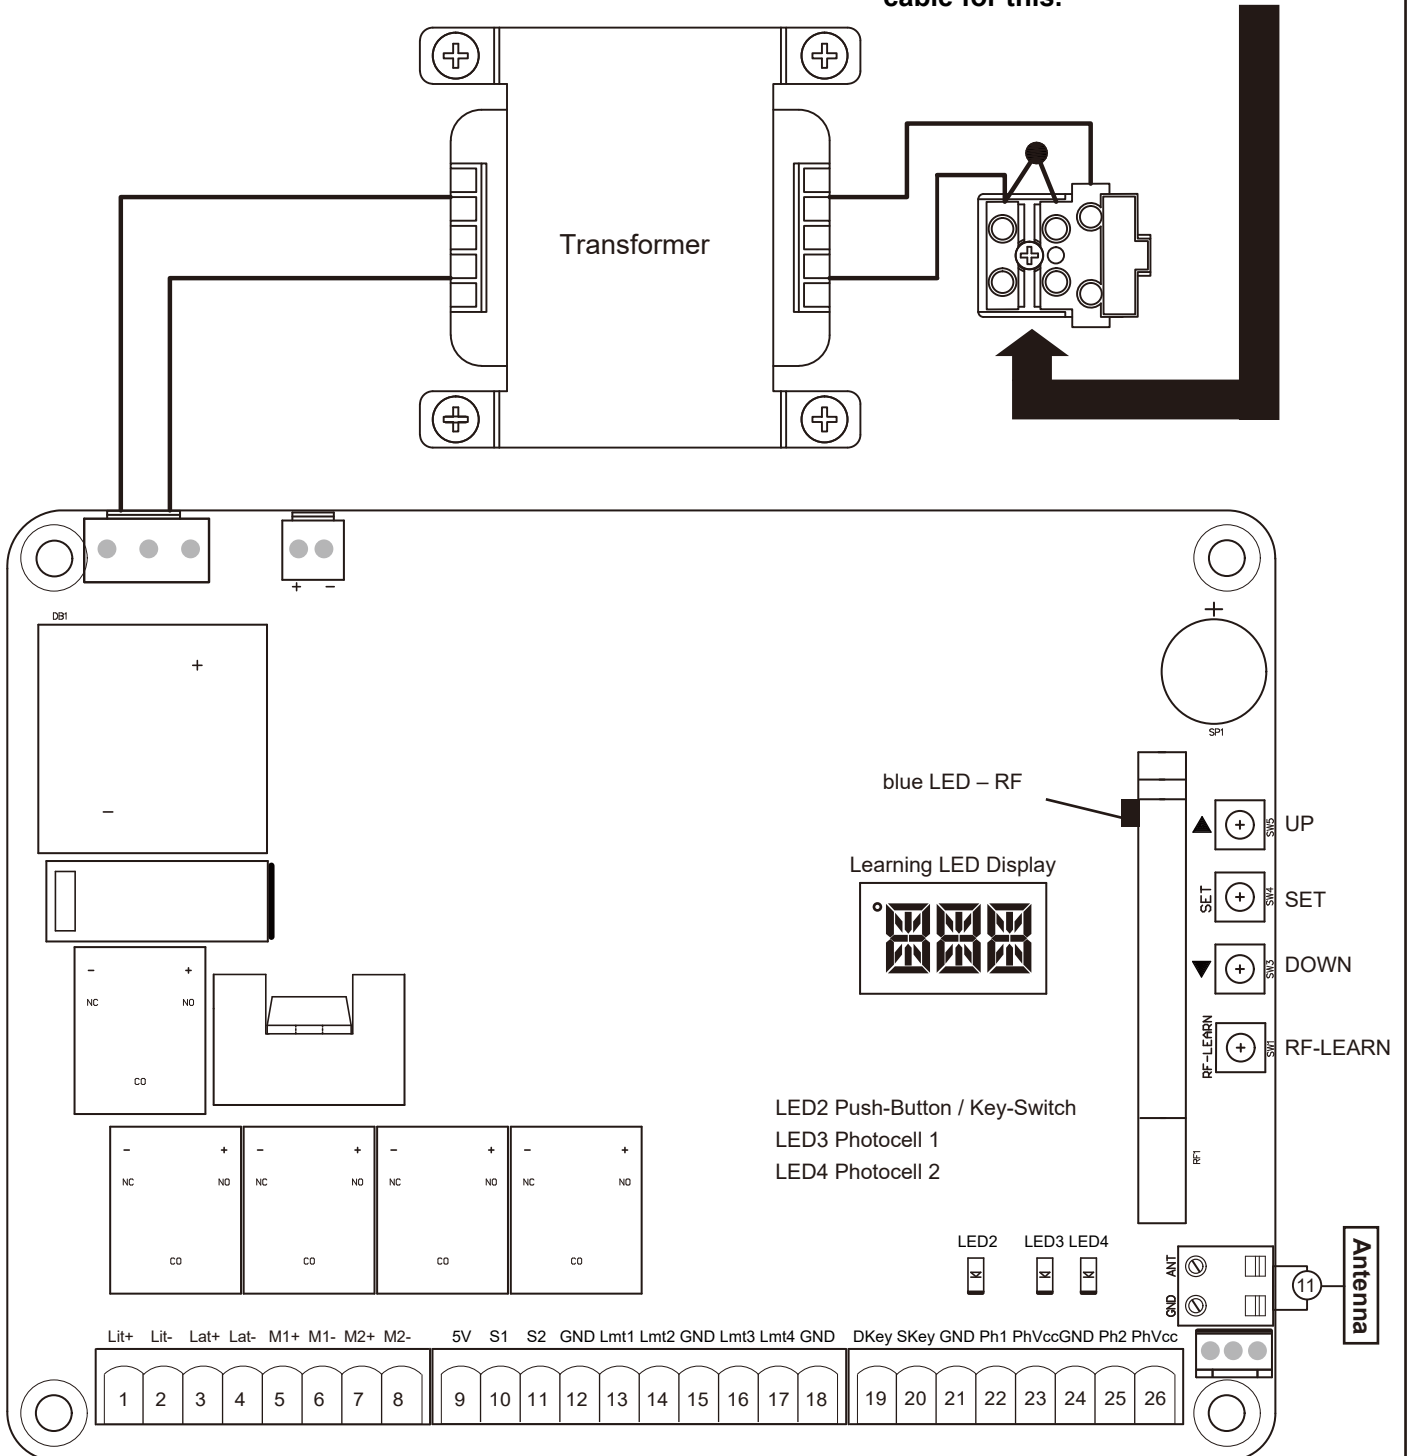 cable for this.
Transformer
+ −
DB1
+
−
+
SP1
blue LED – RF
▲ SW5 UP
Learning LED Display
SET SW4 SET
▼ SW3 DOWN
RF-LEARN SW1 RF-LEARN
- +
NC NO
CO
LED2 Push-Button / Key-Switch
LED3 Photocell 1
LED4 Photocell 2
RF1
- + - + - + - +
NC NO NC NO NC NO NC NO
CO CO CO CO
LED2 LED3 LED4
ANT
GND
11
Antenna
Lit+ Lit- Lat+ Lat- M1+ M1- M2+ M2- 5V S1 S2 GND Lmt1 Lmt2 GND Lmt3 Lmt4 GND DKey SKey GND Ph1 PhVcc GND Ph2 PhVcc
1 2 3 4 5 6 7 8 9 10 11 12 13 14 15 16 17 18 19 20 21 22 23 24 25 26